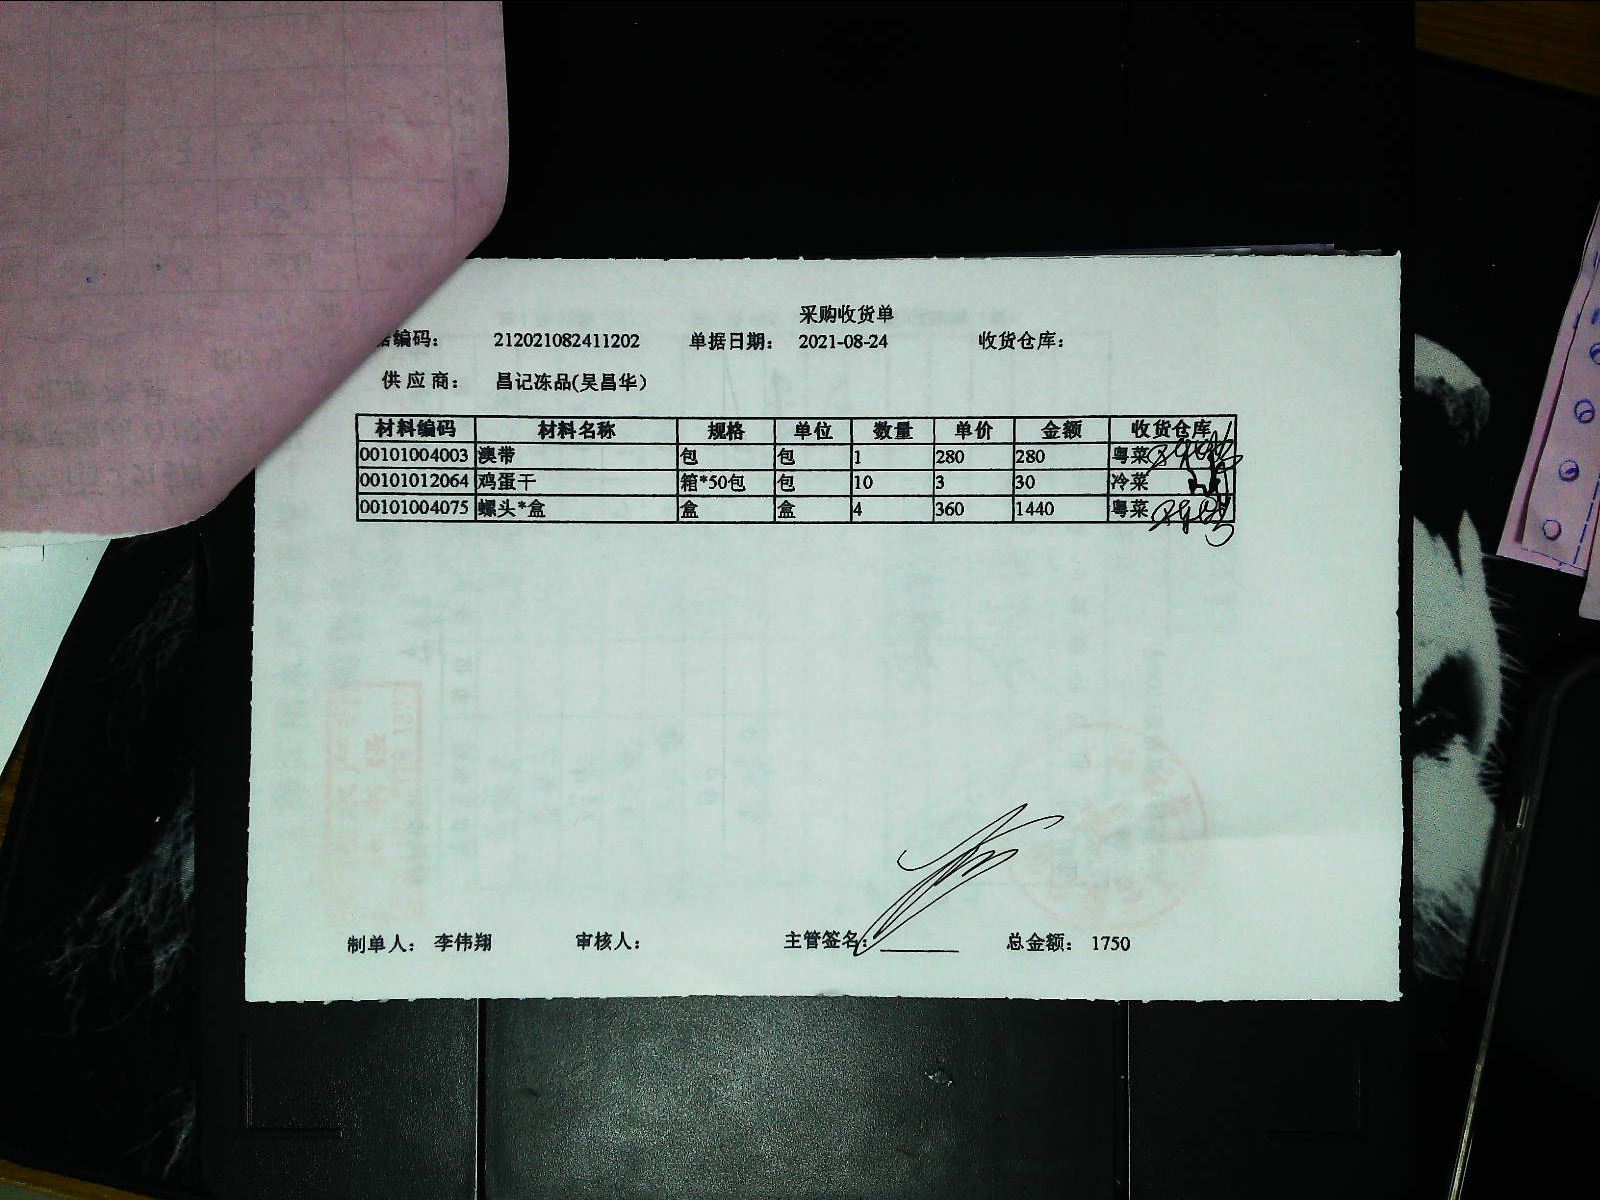 采购收货单
编码： 212021082411202 单据日期： 2021-08-24 收货仓库：
供应商： 昌记冻品(吴昌华)
材料编码 材料名称 规格 单位 数量 单价 金额 收货仓库
00101004003 澳带 包 包 1 280 280 粤菜
00101012064 鸡蛋干 箱*50包 包 10 3 30 冷菜
00101004075 螺头*盒 盒 盒 4 360 1440 粤菜
制单人： 李伟翔 审核人： 主管签名： 总金额： 1750